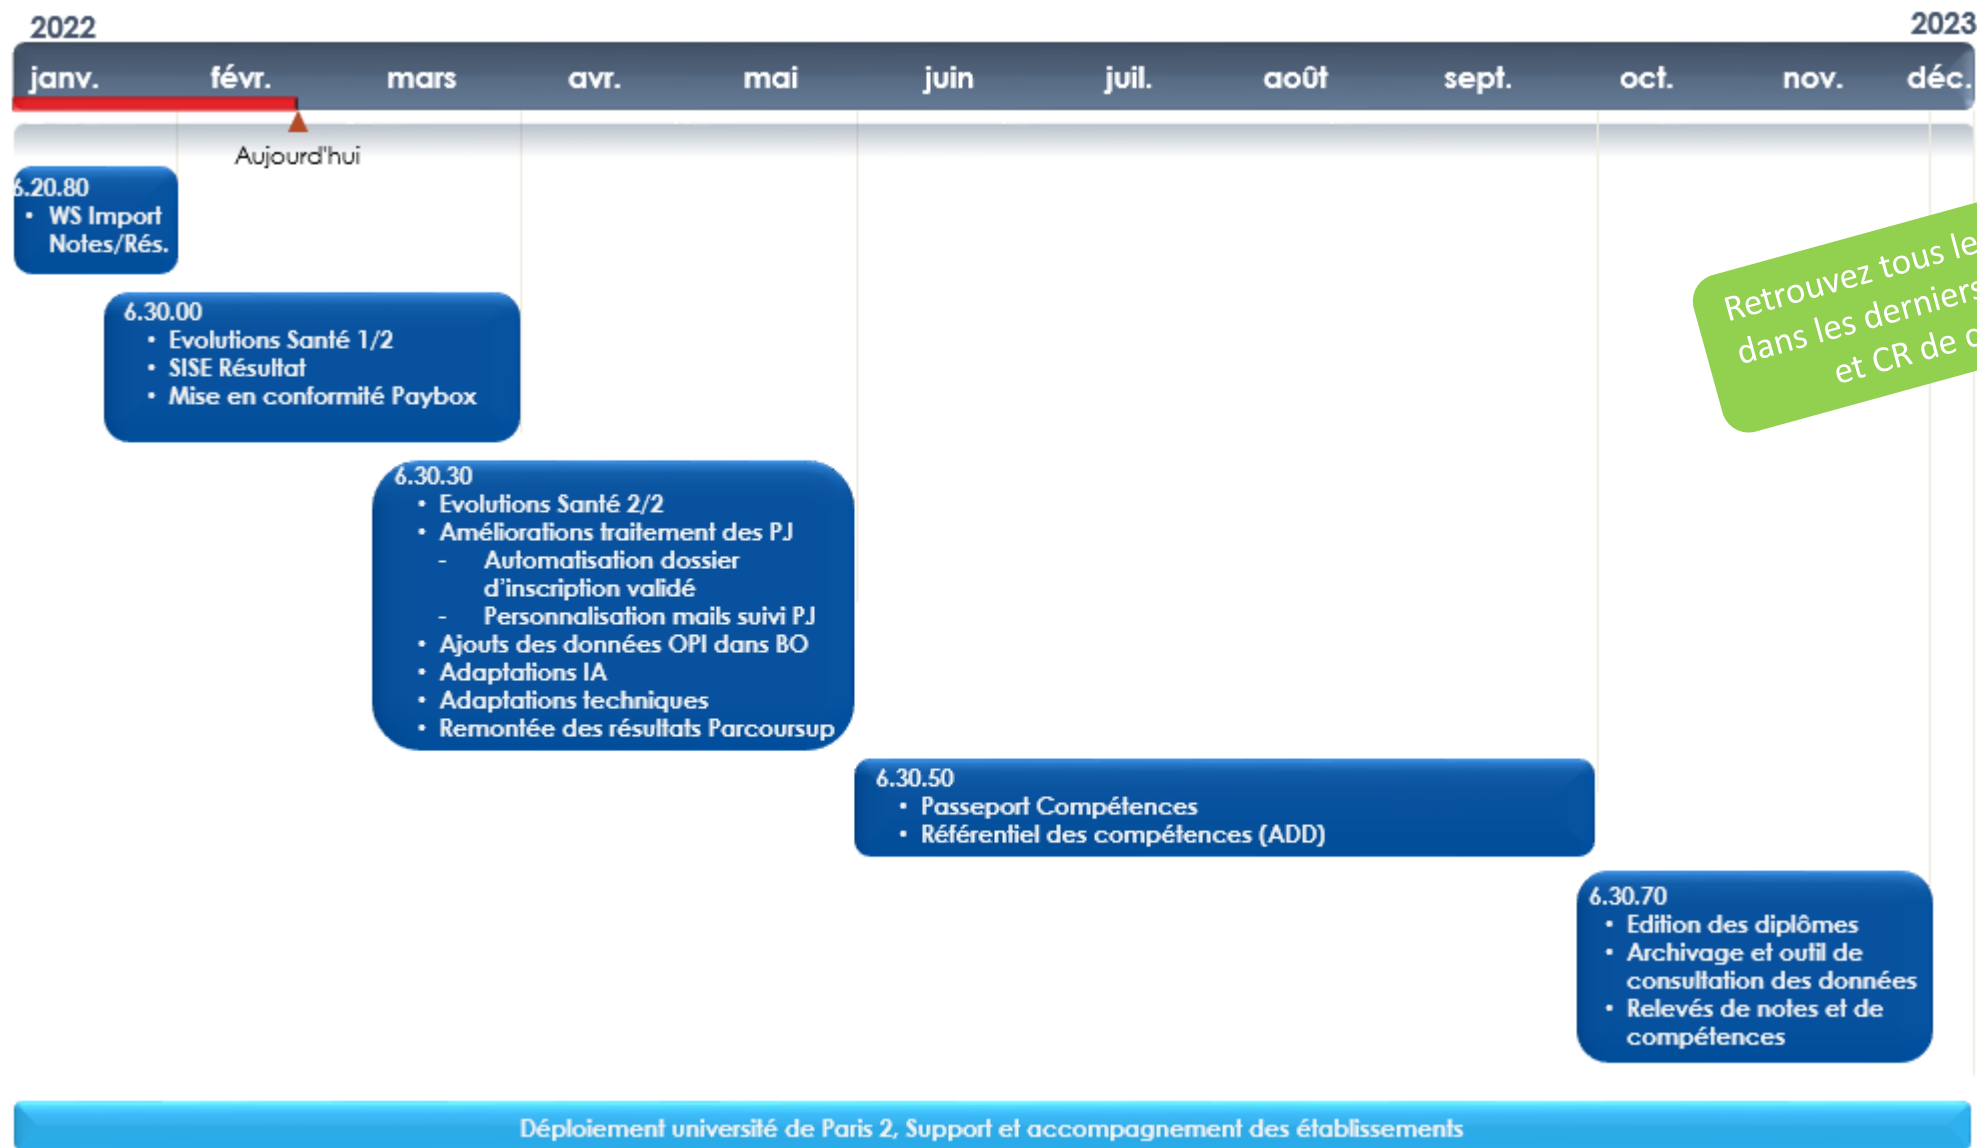 2022
2023
janv. févr. mars avr. mai juin juil. août sept. oct. nov. déc.
Aujourd'hui
6.20.80
• WS Import
Notes/Rés.
Retrouvez tous
dans les derniers
et CR de
6.30.00
• Evolutions Santé 1/2
• SISE Résultat
• Mise en conformité Paybox
6.30.30
• Evolutions Santé 2/2
• Améliorations traitement des PJ
- Automatisation dossier
d'inscription validé
- Personnalisation mails suivi PJ
• Ajouts des données OPI dans BO
• Adaptations IA
• Adaptations techniques
• Remontée des résultats Parcoursup
6.30.50
• Passeport Compétences
• Référentiel des compétences (ADD)
6.30.70
• Edition des diplômes
• Archivage et outil de
consultation des données
• Relevés de notes et de
compétences
Déploiement université de Paris 2, Support et accompagnement des établissements